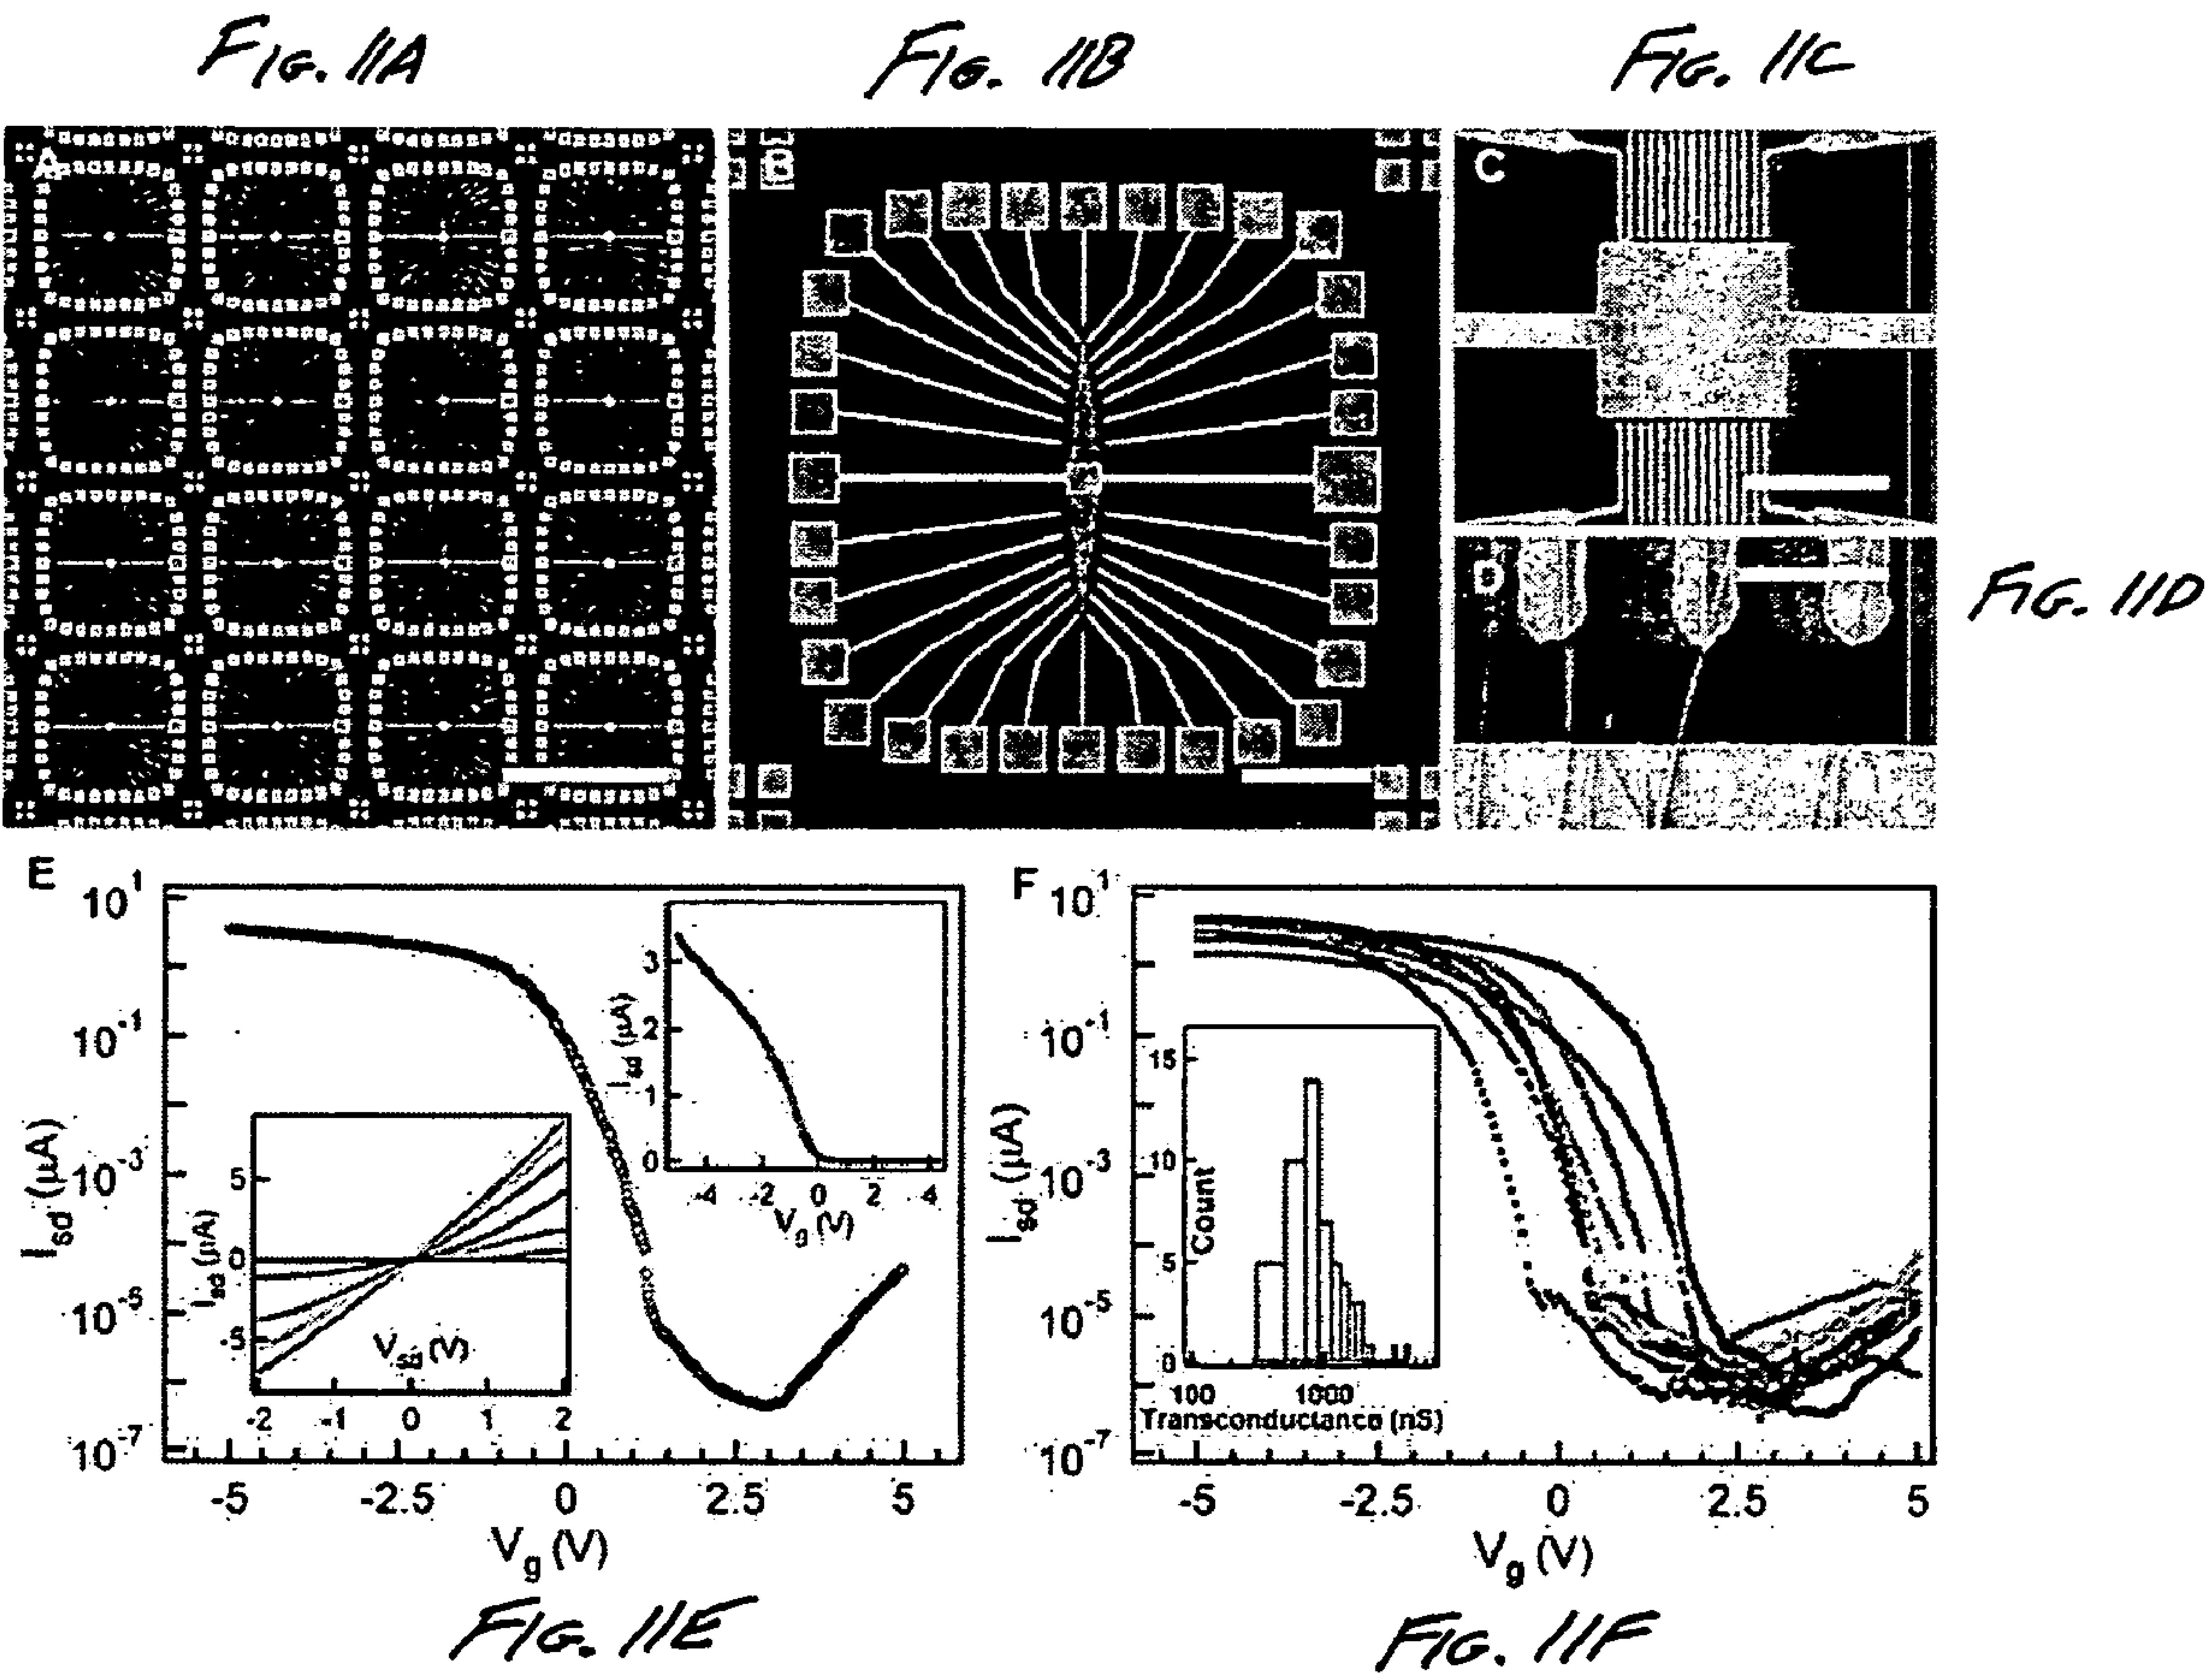 FIG. 11A
FIG. 11B
FIG. 11C
A
B
C
D
FIG. 11D
E
10^1
10^-1
10^-3
10^-5
10^-7
I_sd (μA)
-5 -2.5 0 2.5 5
V_g (V)
3
2
1
0
I_sd (μA)
-4 -2 0 2 4
V_g (V)
5
0
-5
I_sd (μA)
V_sd (V)
-2 -1 0 1 2
FIG. 11E
F
10^1
10^-1
10^-3
10^-5
10^-7
I_sd (μA)
-5 -2.5 0 2.5 5
V_g (V)
15
10
5
0
Count
100 1000
Transconductance (nS)
FIG. 11F